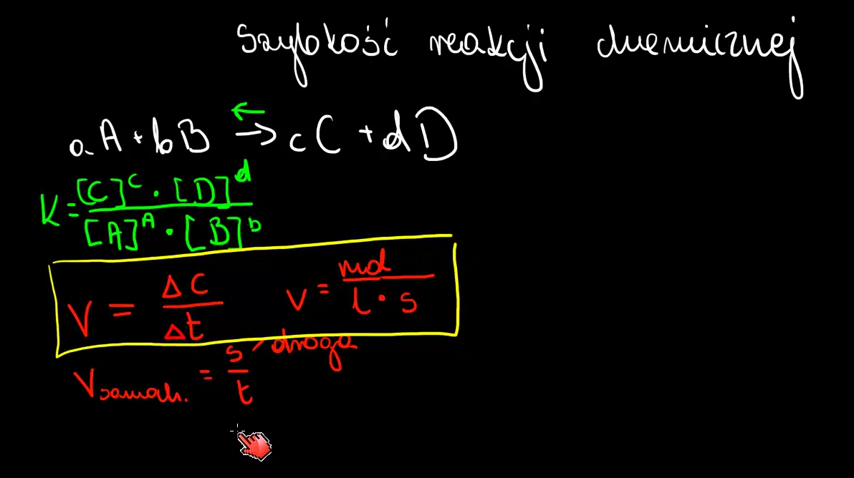 Szybkość reakcji chemicznej
aA + bB ⇄ cC + dD
K = [C]^c · [D]^d / [A]^A · [B]^b
V = Δc / Δt    v = mol / l · s
V samoch. = s / t    droga